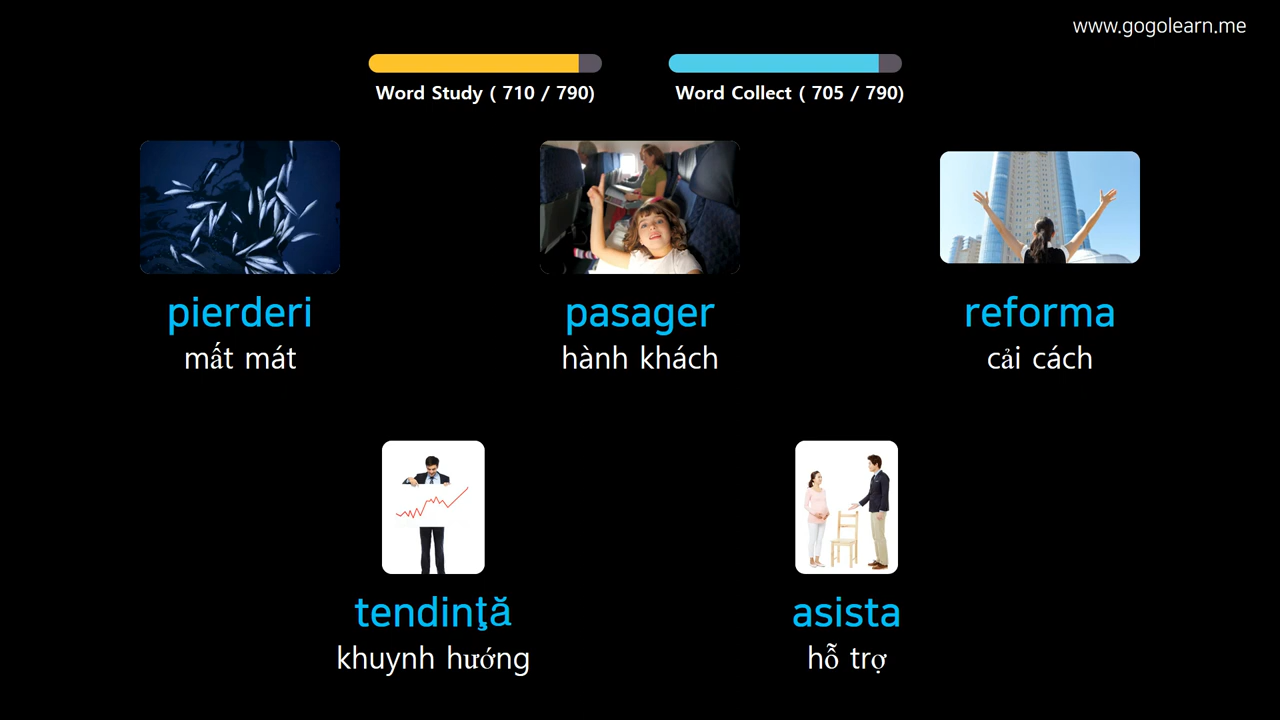 www.gogolearn.me
Word Study ( 710 / 790)
Word Collect ( 705 / 790)
pierderi
mất mát
pasager
hành khách
reforma
cải cách
tendinţă
khuynh hướng
asista
hỗ trợ